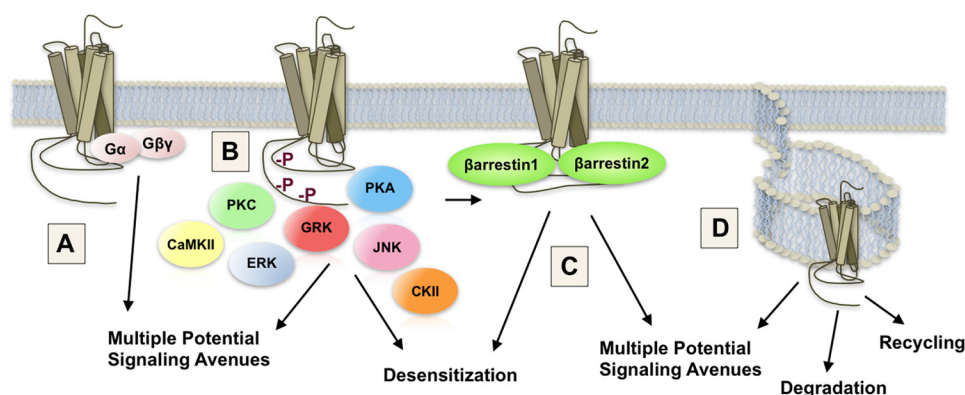 Gα
Gβγ
A
B
-P
-P
-P
PKC
PKA
GRK
CaMKII
ERK
JNK
CKII
βarrestin1
βarrestin2
C
D
Multiple Potential
Signaling Avenues
Desensitization
Multiple Potential
Signaling Avenues
Degradation
Recycling